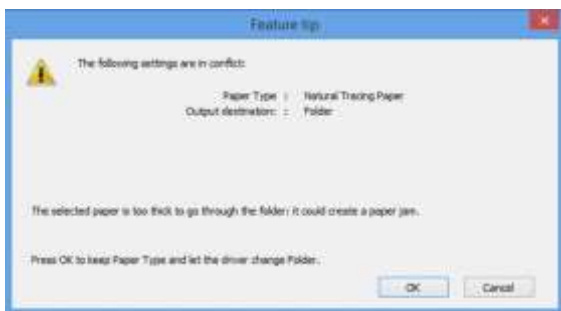 Feature tip
The following settings are in conflict:
Paper Type : Natural Tracing Paper
Output destination: : Folder
The selected paper is too thick to go through the folder; it could create a paper jam.
Press OK to keep Paper Type and let the driver change Folder.
OK Cancel